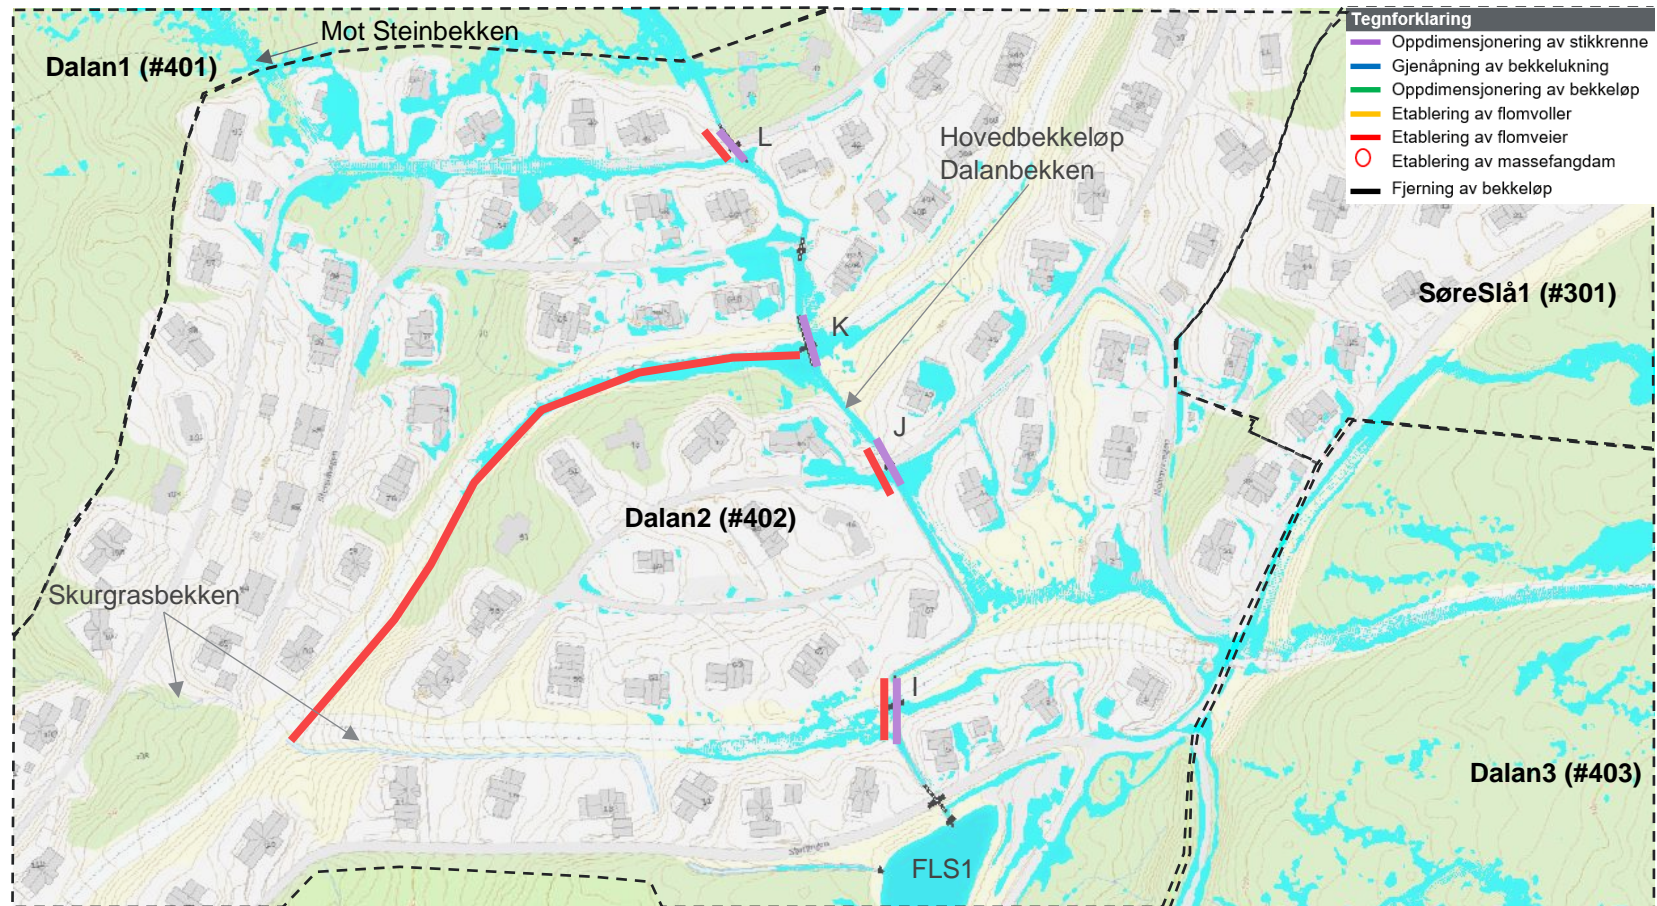 Mot Steinbekken
Dalan1 (#401)
Tegnforklaring
Oppdimensjonering av stikkrenne
Gjenåpning av bekkelukning
Oppdimensjonering av bekkeløp
Etablering av flomvoller
Etablering av flomveier
Etablering av massefangdam
Fjerning av bekkeløp
L
Hovedbekkeløp
Dalanbekken
SøreSlå1 (#301)
K
J
Dalan2 (#402)
Skurgrasbekken
I
Dalan3 (#403)
FLS1